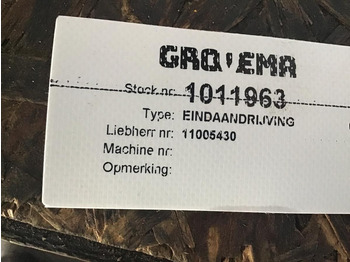 GRO'EMA
Stock nr: 1011963
Type: EINDAANDRIJVING
Liebherr nr: 11005430
Machine nr:
Opmerking: